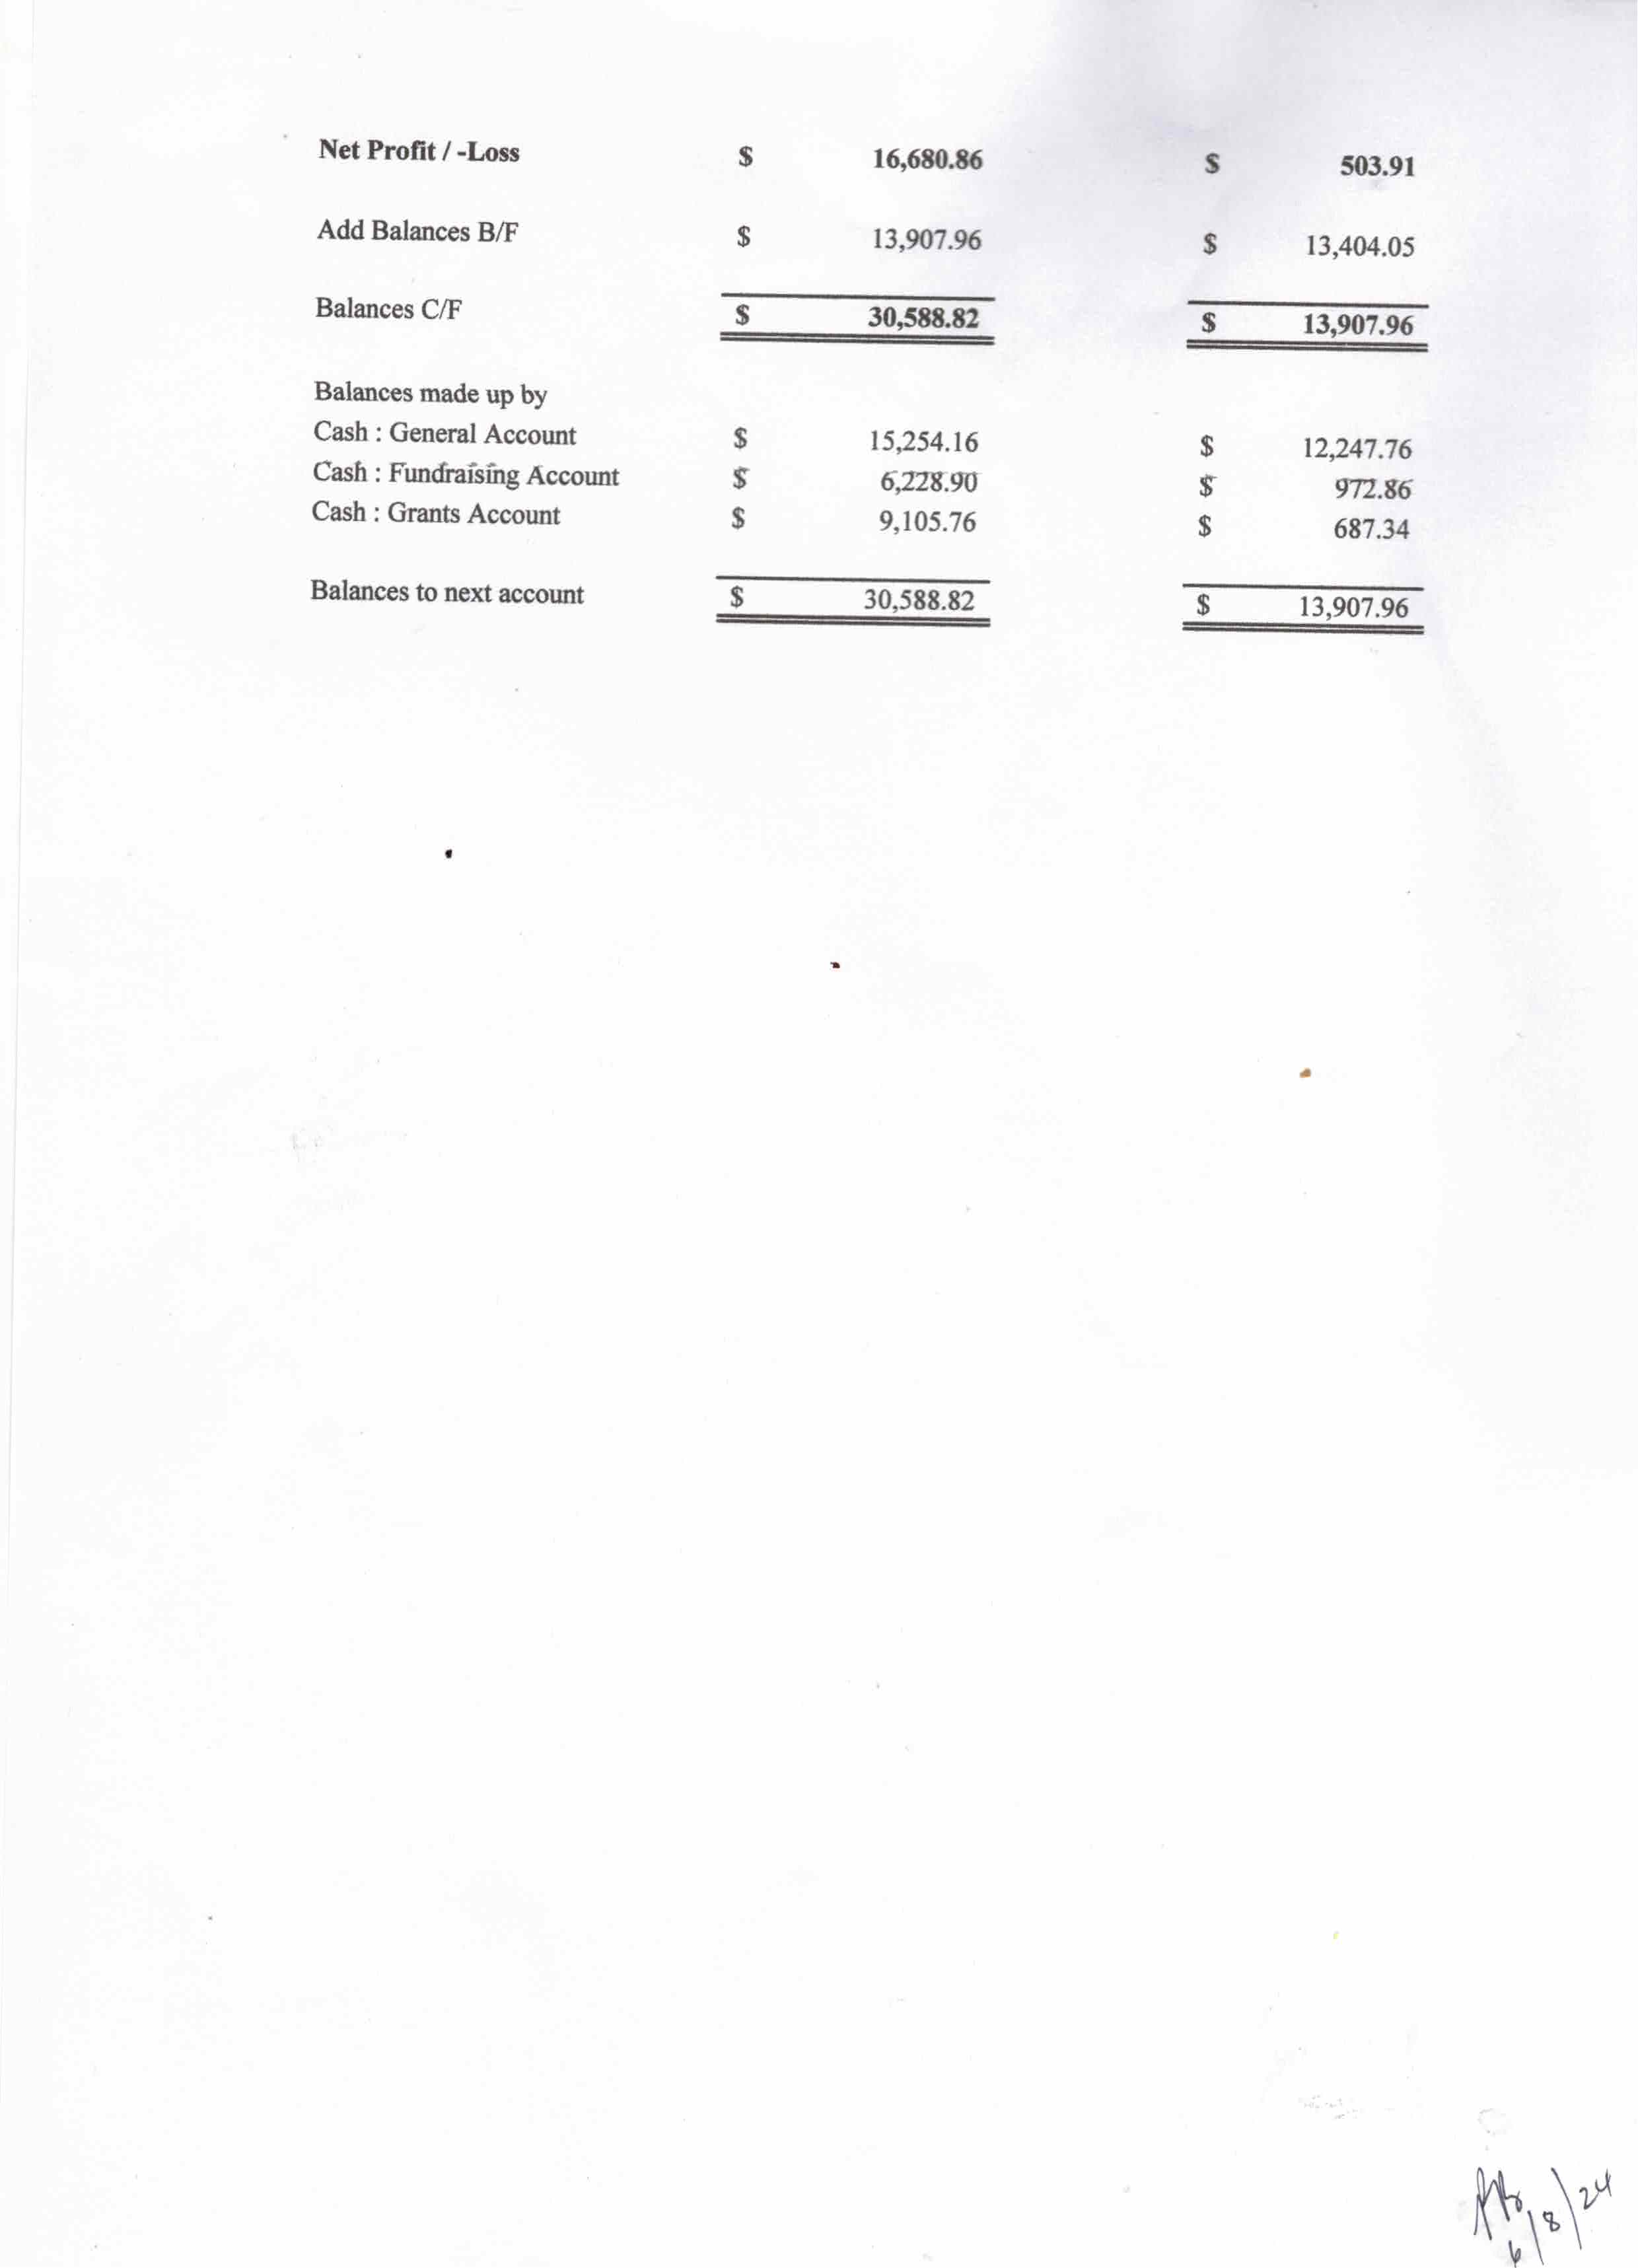 Net Profit / -Loss $ 16,680.86 $ 503.91
Add Balances B/F $ 13,907.96 $ 13,404.05
Balances C/F $ 30,588.82 $ 13,907.96
Balances made up by
Cash : General Account $ 15,254.16 $ 12,247.76
Cash : Fundraising Account $ 6,228.90 $ 972.86
Cash : Grants Account $ 9,105.76 $ 687.34
Balances to next account $ 30,588.82 $ 13,907.96
6/8/24